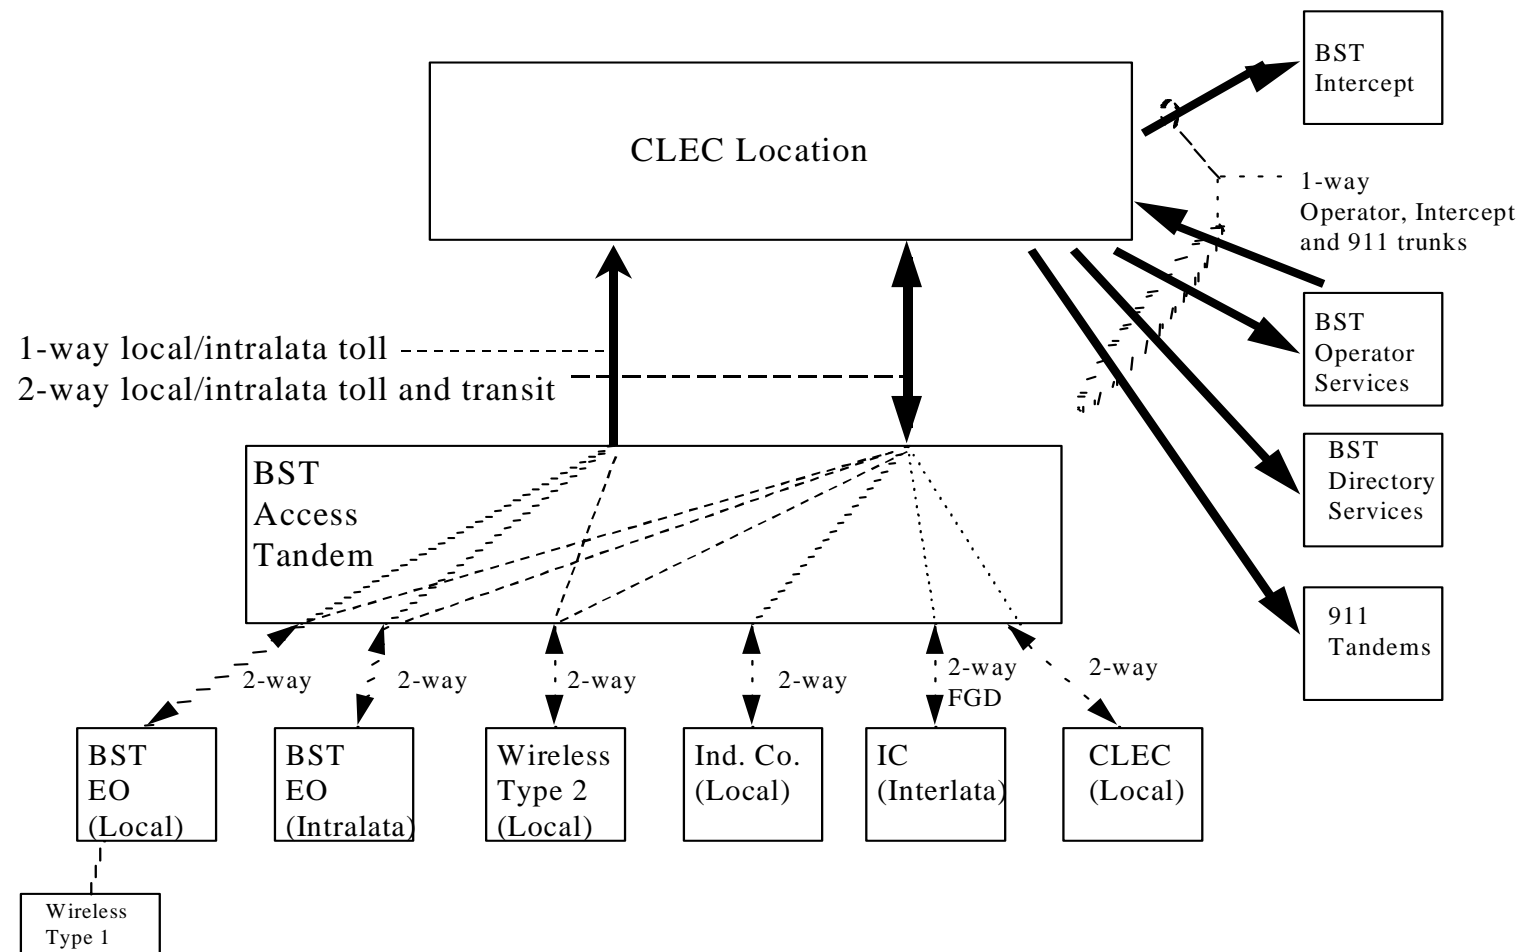 BST
Intercept
CLEC Location
1-way
Operator, Intercept
and 911 trunks
BST
Operator
Services
1-way local/intralata toll
2-way local/intralata toll and transit
BST
Directory
Services
BST
Access
Tandem
911
Tandems
2-way
2-way
2-way
2-way
2-way
FGD
2-way
BST
EO
(Local)
BST
EO
(Intralata)
Wireless
Type 2
(Local)
Ind. Co.
(Local)
IC
(Interlata)
CLEC
(Local)
Wireless
Type 1